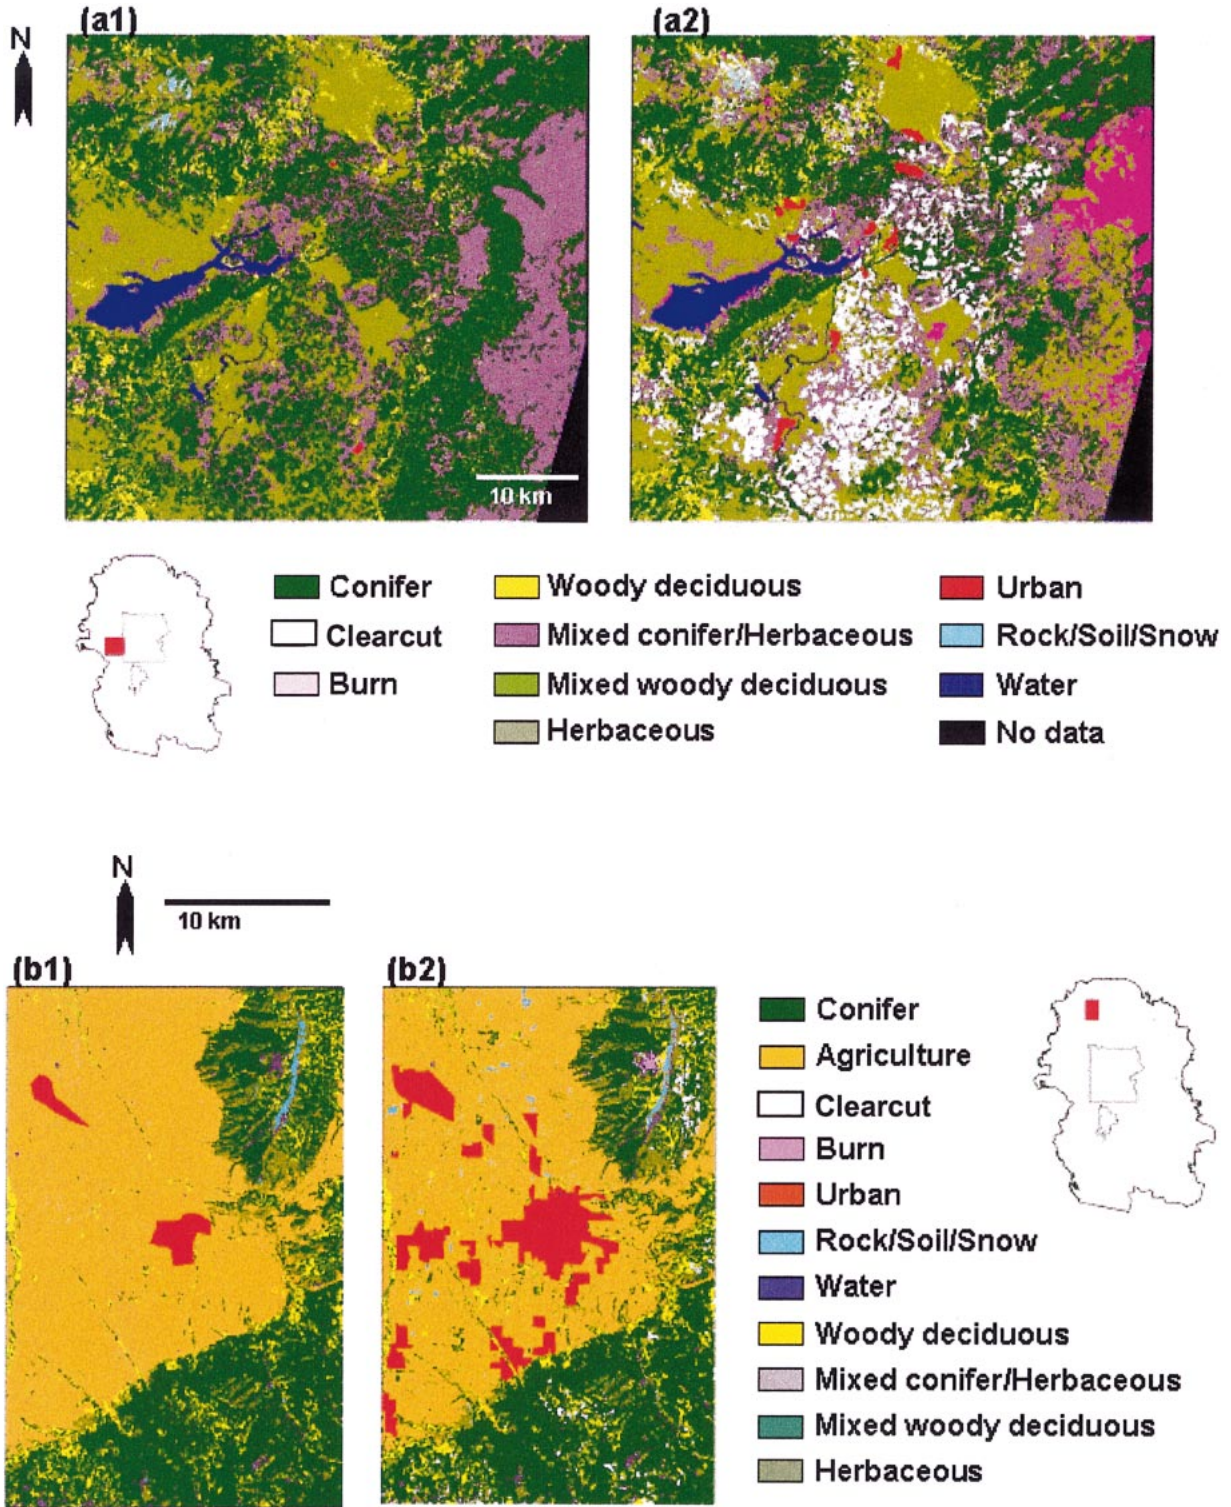 (a1)
(a2)
N
10 km
Conifer
Clearcut
Burn
Woody deciduous
Mixed conifer/Herbaceous
Mixed woody deciduous
Herbaceous
Urban
Rock/Soil/Snow
Water
No data
N
10 km
(b1)
(b2)
Conifer
Agriculture
Clearcut
Burn
Urban
Rock/Soil/Snow
Water
Woody deciduous
Mixed conifer/Herbaceous
Mixed woody deciduous
Herbaceous